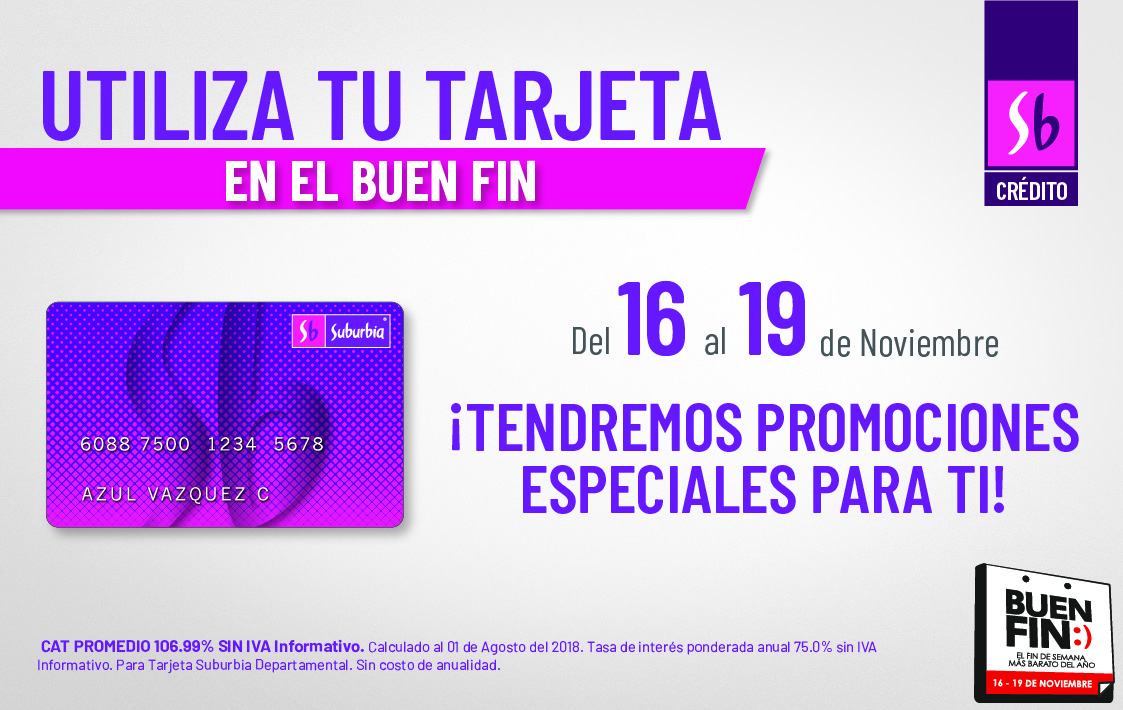 UTILIZA TU TARJETA
EN EL BUEN FIN
Sb
CRÉDITO
Sb Suburbia®
6088 7500 1234 5678
AZUL VAZQUEZ C
Del 16 al 19 de Noviembre
¡TENDREMOS PROMOCIONES
ESPECIALES PARA TI!
CAT PROMEDIO 106.99% SIN IVA Informativo. Calculado al 01 de Agosto del 2018. Tasa de interés ponderada anual 75.0% sin IVA
Informativo. Para Tarjeta Suburbia Departamental. Sin costo de anualidad.
BUEN
FIN:)
EL FIN DE SEMANA
MÁS BARATO DEL AÑO
16 - 19 DE NOVIEMBRE